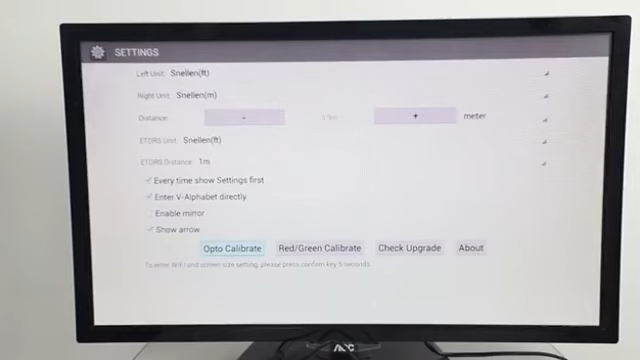 SETTINGS
Left Unit: Snellen(ft)
Right Unit: Snellen(m)
Distance: - + meter
ETDRS Unit: Snellen(ft)
ETDRS Distance: 1m
Every time show Settings first
Enter V-Alphabet directly
Enable mirror
Show arrow
Opto Calibrate Red/Green Calibrate Check Upgrade About
To enter WIFI and screen size setting, please press confirm key 5 seconds.
AOC